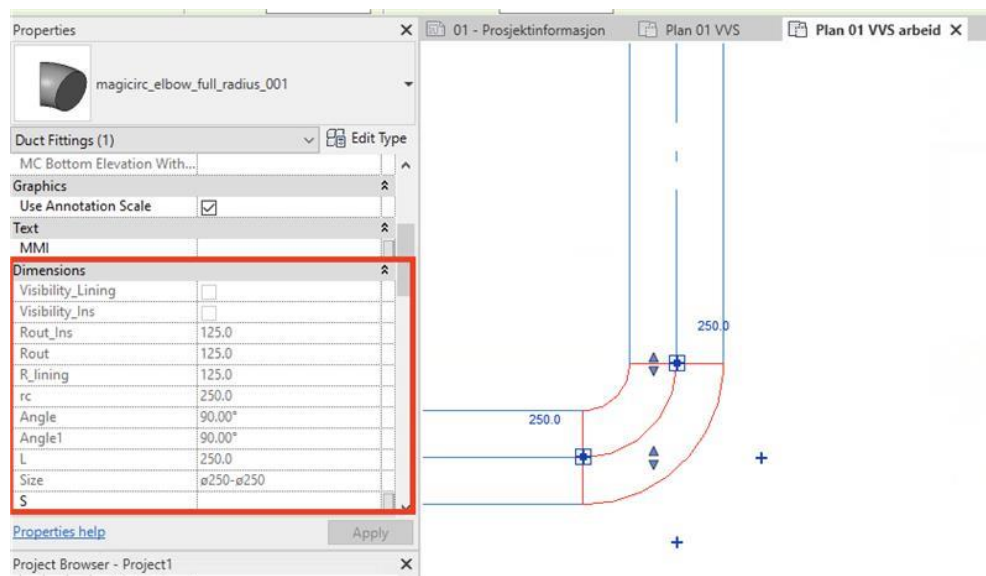 Properties
magicirc_elbow_full_radius_001
Duct Fittings (1)
Edit Type
MC Bottom Elevation With...
Graphics
Use Annotation Scale
Text
MMI
Dimensions
Visibility_Lining
Visibility_Ins
Rout_Ins 125.0
Rout 125.0
R_lining 125.0
rc 250.0
Angle 90.00°
Angle1 90.00°
L 250.0
Size ø250-ø250
S
Properties help
Apply
Project Browser - Project1
01 - Prosjektinformasjon
Plan 01 VVS
Plan 01 VVS arbeid
250.0
250.0